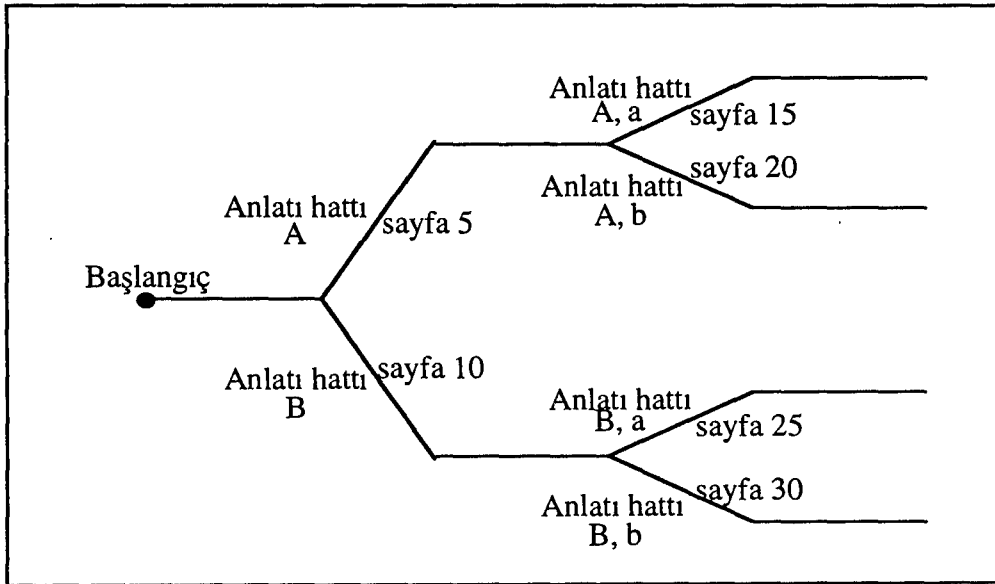 Anlatı hattı
A, a
sayfa 15
sayfa 20
Anlatı hattı
A, b
Anlatı hattı
A
sayfa 5
Başlangıç
Anlatı hattı
B
sayfa 10
Anlatı hattı
B, a
sayfa 25
sayfa 30
Anlatı hattı
B, b